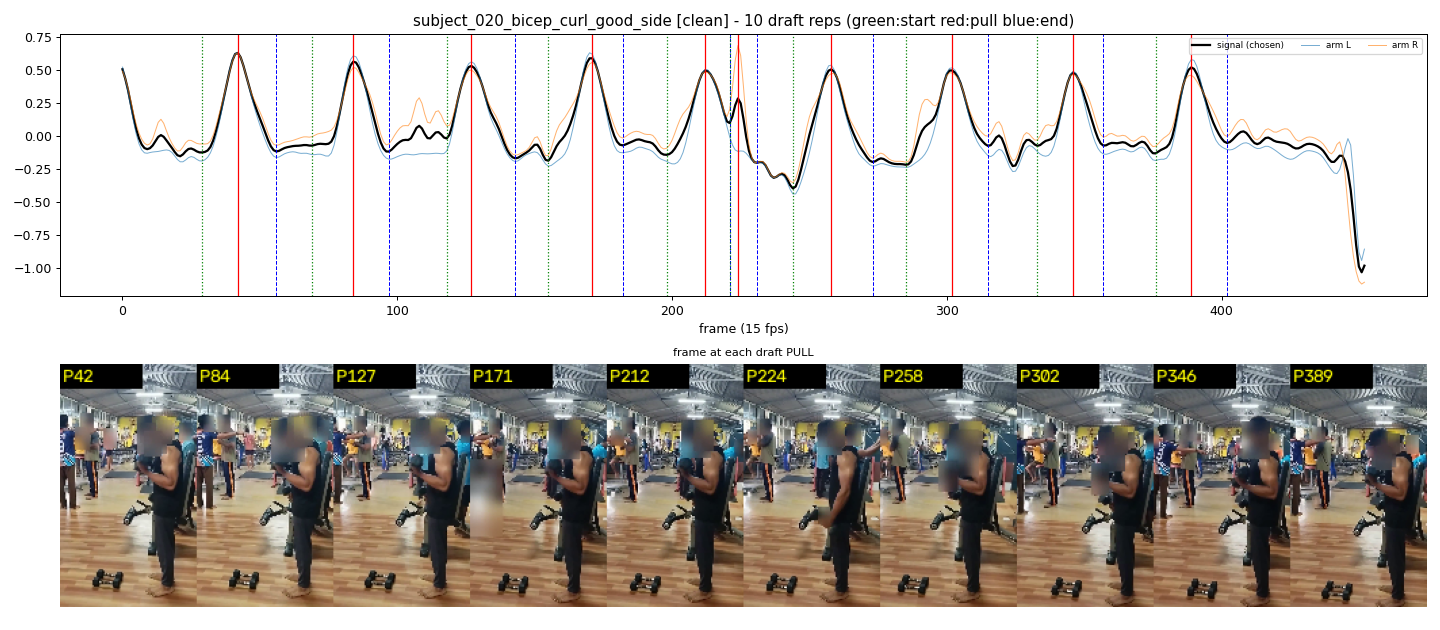 subject_020_bicep_curl_good_side [clean] - 10 draft reps (green:start red:pull blue:end)
signal (chosen) arm L arm R
0.75
0.50
0.25
0.00
−0.25
−0.50
−0.75
−1.00
0 100 200 300 400
frame (15 fps)
frame at each draft PULL
P42 P84 P127 P171 P212 P224 P258 P302 P346 P389